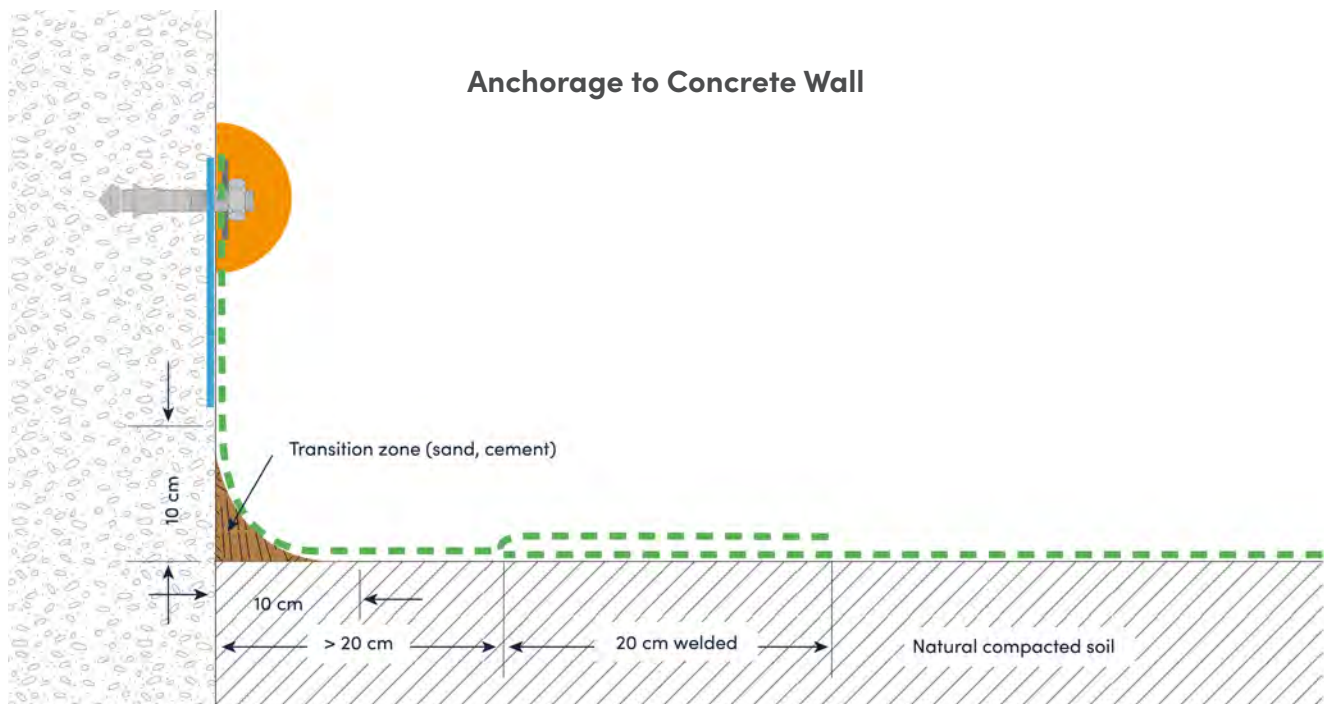 Anchorage to Concrete Wall
Transition zone (sand, cement)
10 cm
10 cm
> 20 cm
20 cm welded
Natural compacted soil